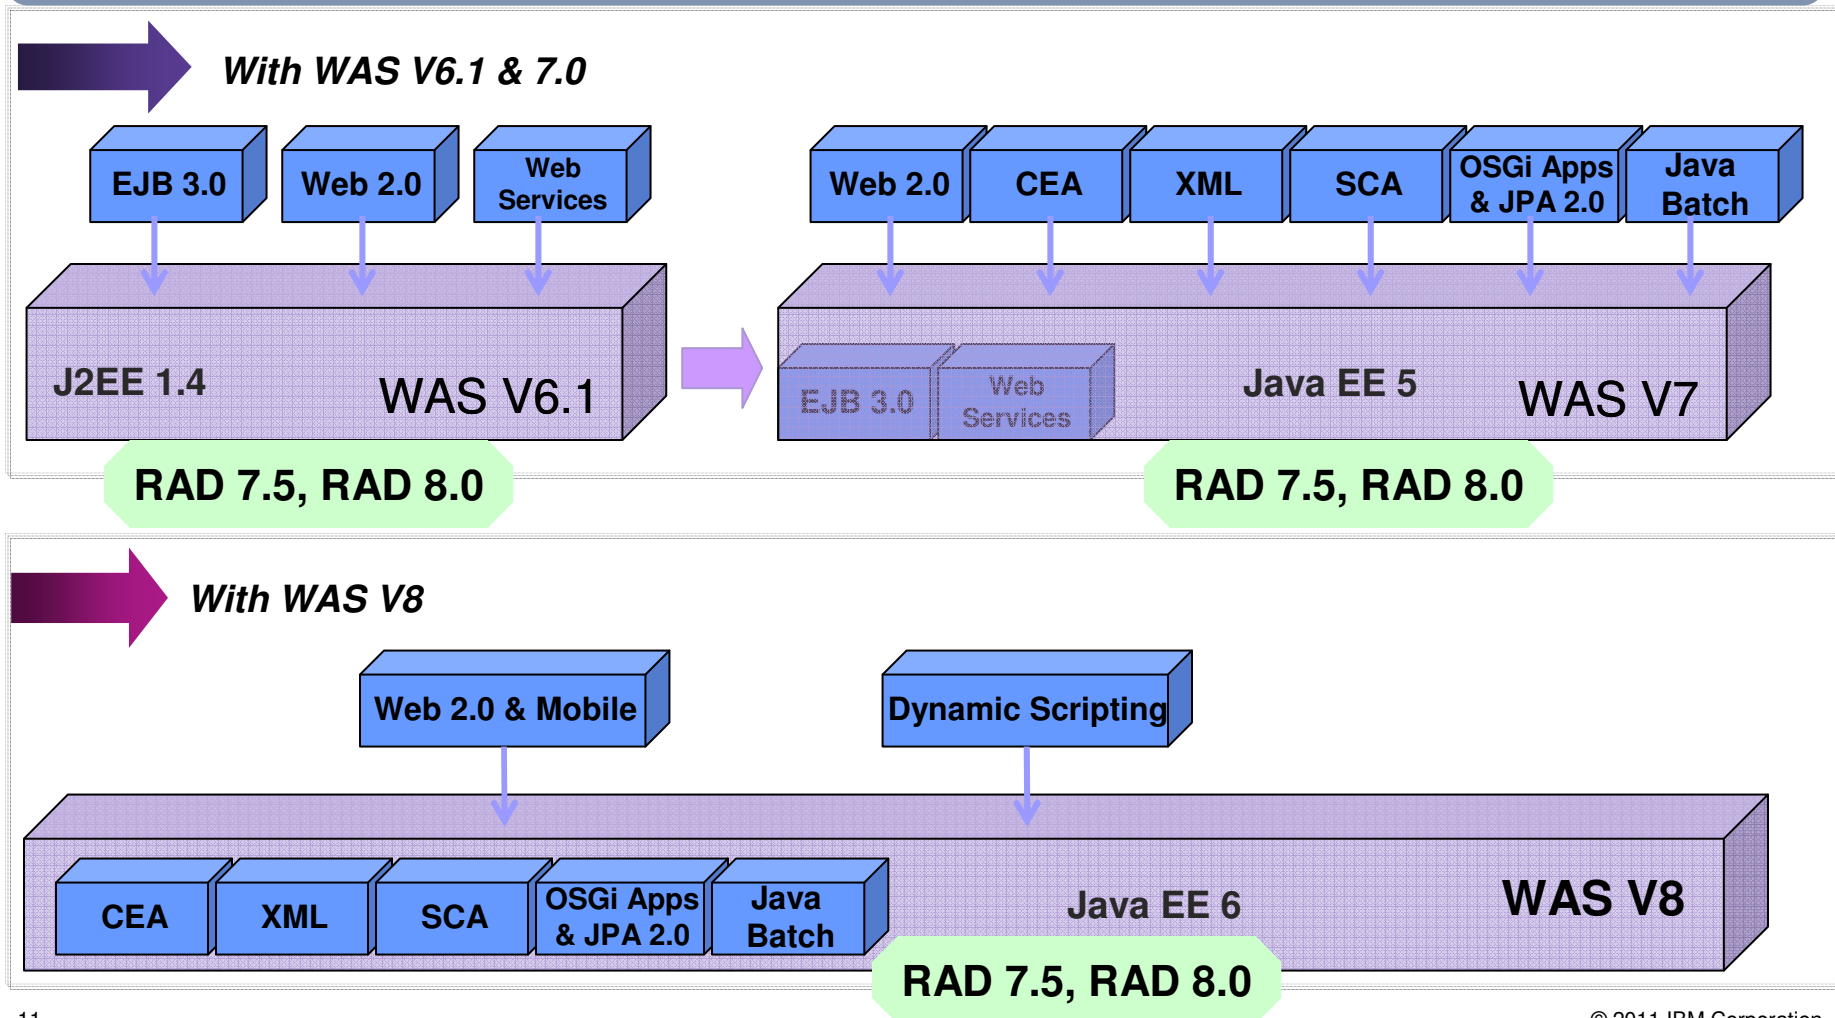 With WAS V6.1 & 7.0
EJB 3.0
Web 2.0
Web
Services
Web 2.0
CEA
XML
SCA
OSGi Apps
& JPA 2.0
Java
Batch
J2EE 1.4
WAS V6.1
EJB 3.0
Web
Services
Java EE 5
WAS V7
RAD 7.5, RAD 8.0
RAD 7.5, RAD 8.0
With WAS V8
Web 2.0 & Mobile
Dynamic Scripting
CEA
XML
SCA
OSGi Apps
& JPA 2.0
Java
Batch
Java EE 6
WAS V8
RAD 7.5, RAD 8.0
11
© 2011 IBM Corporation